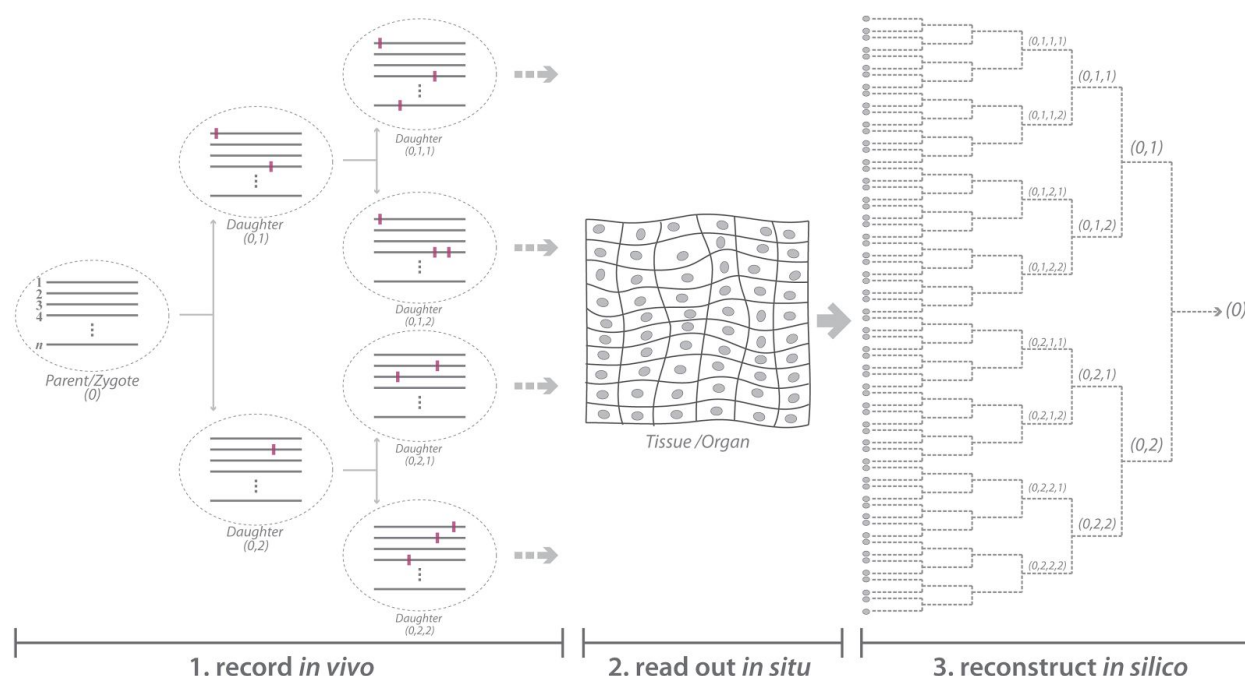 1
2
3
4
n
Parent/Zygote
(0)
Daughter
(0,1)
Daughter
(0,2)
Daughter
(0,1,1)
Daughter
(0,1,2)
Daughter
(0,2,1)
Daughter
(0,2,2)
Tissue/Organ
(0,1,1,1)
(0,1,1)
(0,1,1,2)
(0,1)
(0,1,2,1)
(0,1,2)
(0,1,2,2)
(0)
(0,2,1,1)
(0,2,1)
(0,2,1,2)
(0,2)
(0,2,2,1)
(0,2,2)
(0,2,2,2)
1. record in vivo
2. read out in situ
3. reconstruct in silico